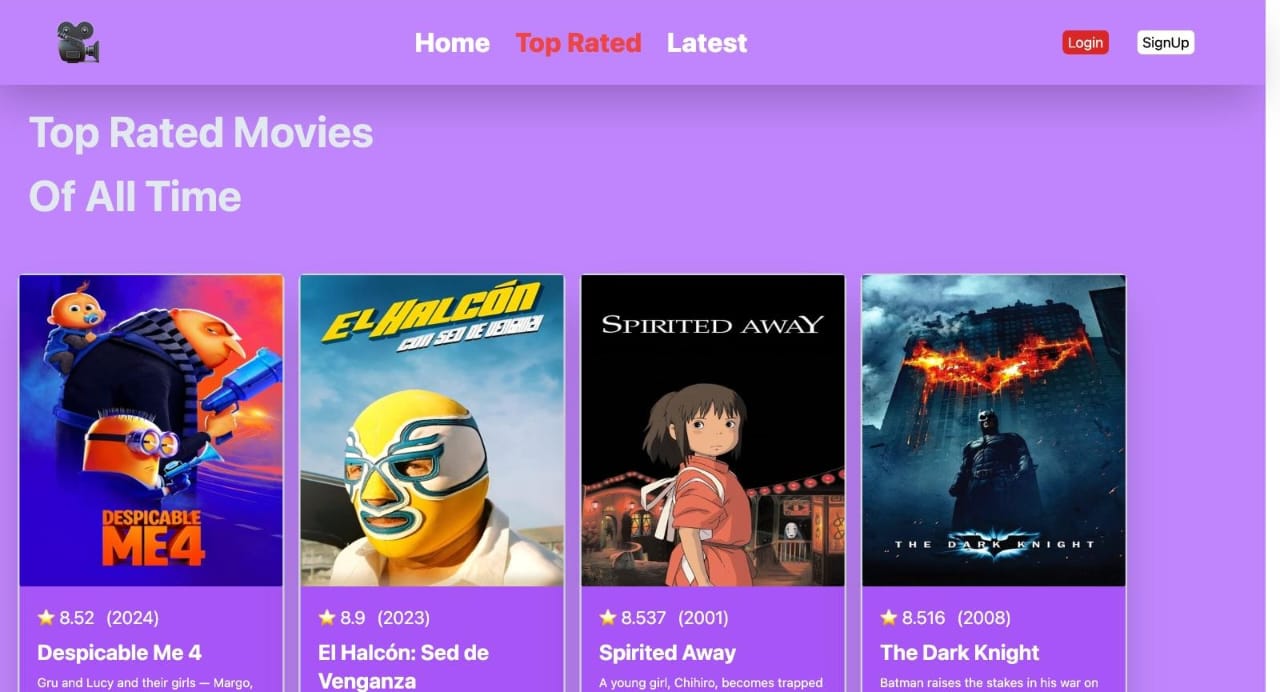 Home Top Rated Latest Login SignUp
Top Rated Movies
Of All Time
DESPICABLE
ME4
EL HALCÓN
CON SED DE VENGANZA
SPIRITED AWAY
THE DARK KNIGHT
⭐ 8.52 (2024)
Despicable Me 4
Gru and Lucy and their girls — Margo,
⭐ 8.9 (2023)
El Halcón: Sed de
Venganza
⭐ 8.537 (2001)
Spirited Away
A young girl, Chihiro, becomes trapped
⭐ 8.516 (2008)
The Dark Knight
Batman raises the stakes in his war on